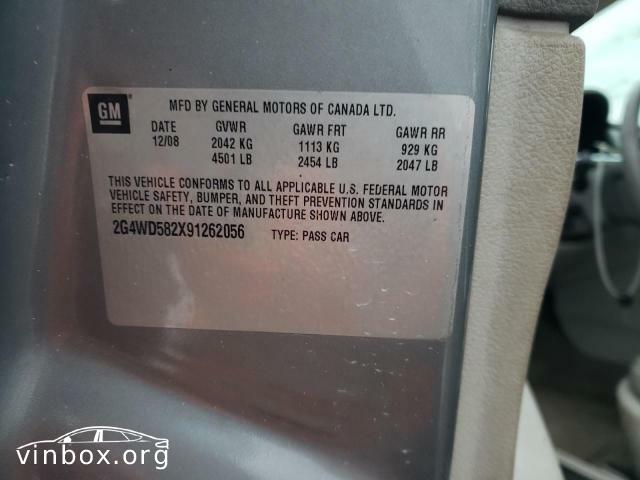 GM
MFD BY GENERAL MOTORS OF CANADA LTD.
DATE GVWR GAWR FRT GAWR RR
12/08 2042 KG 1113 KG 929 KG
4501 LB 2454 LB 2047 LB
THIS VEHICLE CONFORMS TO ALL APPLICABLE U.S. FEDERAL MOTOR
VEHICLE SAFETY, BUMPER, AND THEFT PREVENTION STANDARDS IN
EFFECT ON THE DATE OF MANUFACTURE SHOWN ABOVE.
2G4WD582X91262056 TYPE: PASS CAR
vinbox.org